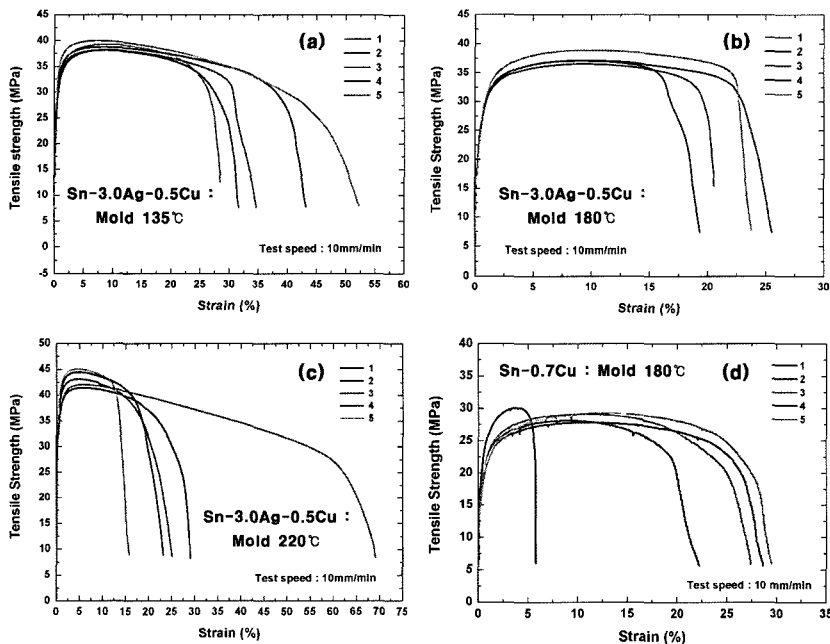 (a)
1
2
3
4
5
45
40
35
30
25
20
15
10
5
0
-5
Tensile strength (MPa)
Sn-3.0Ag-0.5Cu :
Mold 135℃
Test speed : 10mm/min
0 5 10 15 20 25 30 35 40 45 50 55 60
Strain (%)
(b)
1
2
3
4
5
45
40
35
30
25
20
15
10
5
0
Tensile Strength (MPa)
Sn-3.0Ag-0.5Cu :
Mold 180℃
Test speed : 10mm/min
0 5 10 15 20 25 30
Strain (%)
(c)
1
2
3
4
5
50
45
40
35
30
25
20
15
10
5
0
Tensile Strength (MPa)
Sn-3.0Ag-0.5Cu :
Mold 220℃
Test speed : 10mm/min
0 5 10 15 20 25 30 35 40 45 50 55 60 65 70 75
Strain (%)
Sn-0.7Cu : Mold 180℃
(d)
1
2
3
4
5
40
35
30
25
20
15
10
5
0
Tensile Strength (MPa)
Test speed : 10 mm/min
0 5 10 15 20 25 30 35
Strain (%)